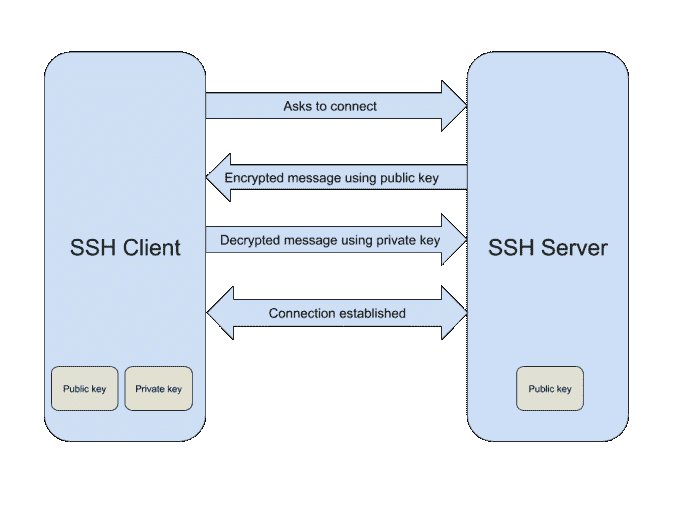 Asks to connect
Encrypted message using public key
Decrypted message using private key
SSH Client
SSH Server
Connection established
Public key
Private key
Public key